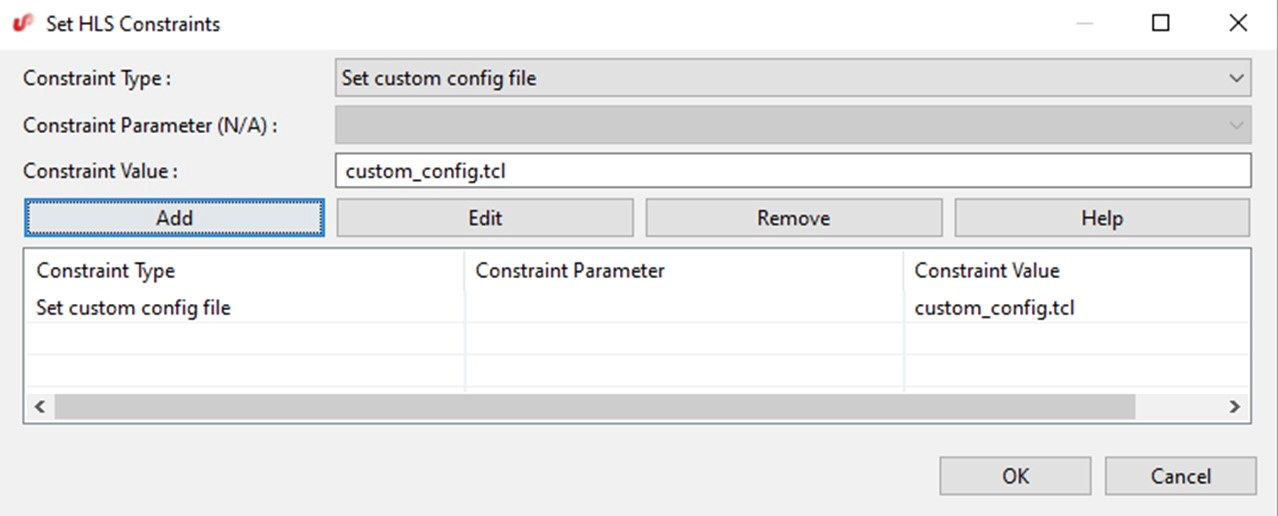 Set HLS Constraints
Constraint Type :
Set custom config file
Constraint Parameter (N/A) :
Constraint Value :
custom_config.tcl
Add Edit Remove Help
Constraint Type Constraint Parameter Constraint Value
Set custom config file custom_config.tcl
OK Cancel